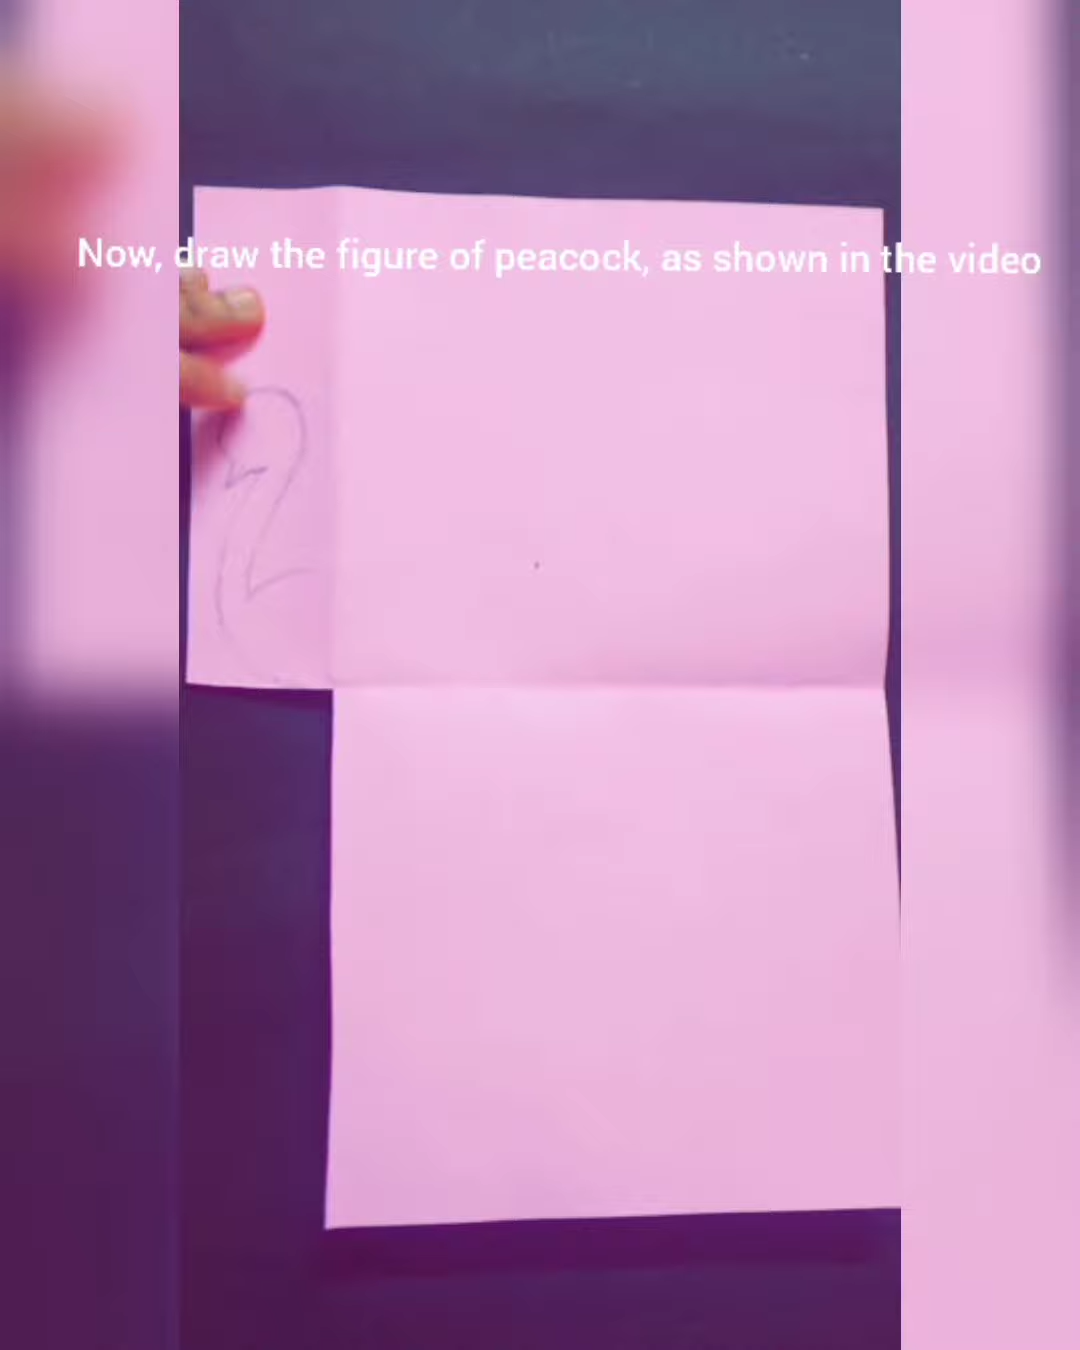 Now, draw the figure of peacock, as shown in the video